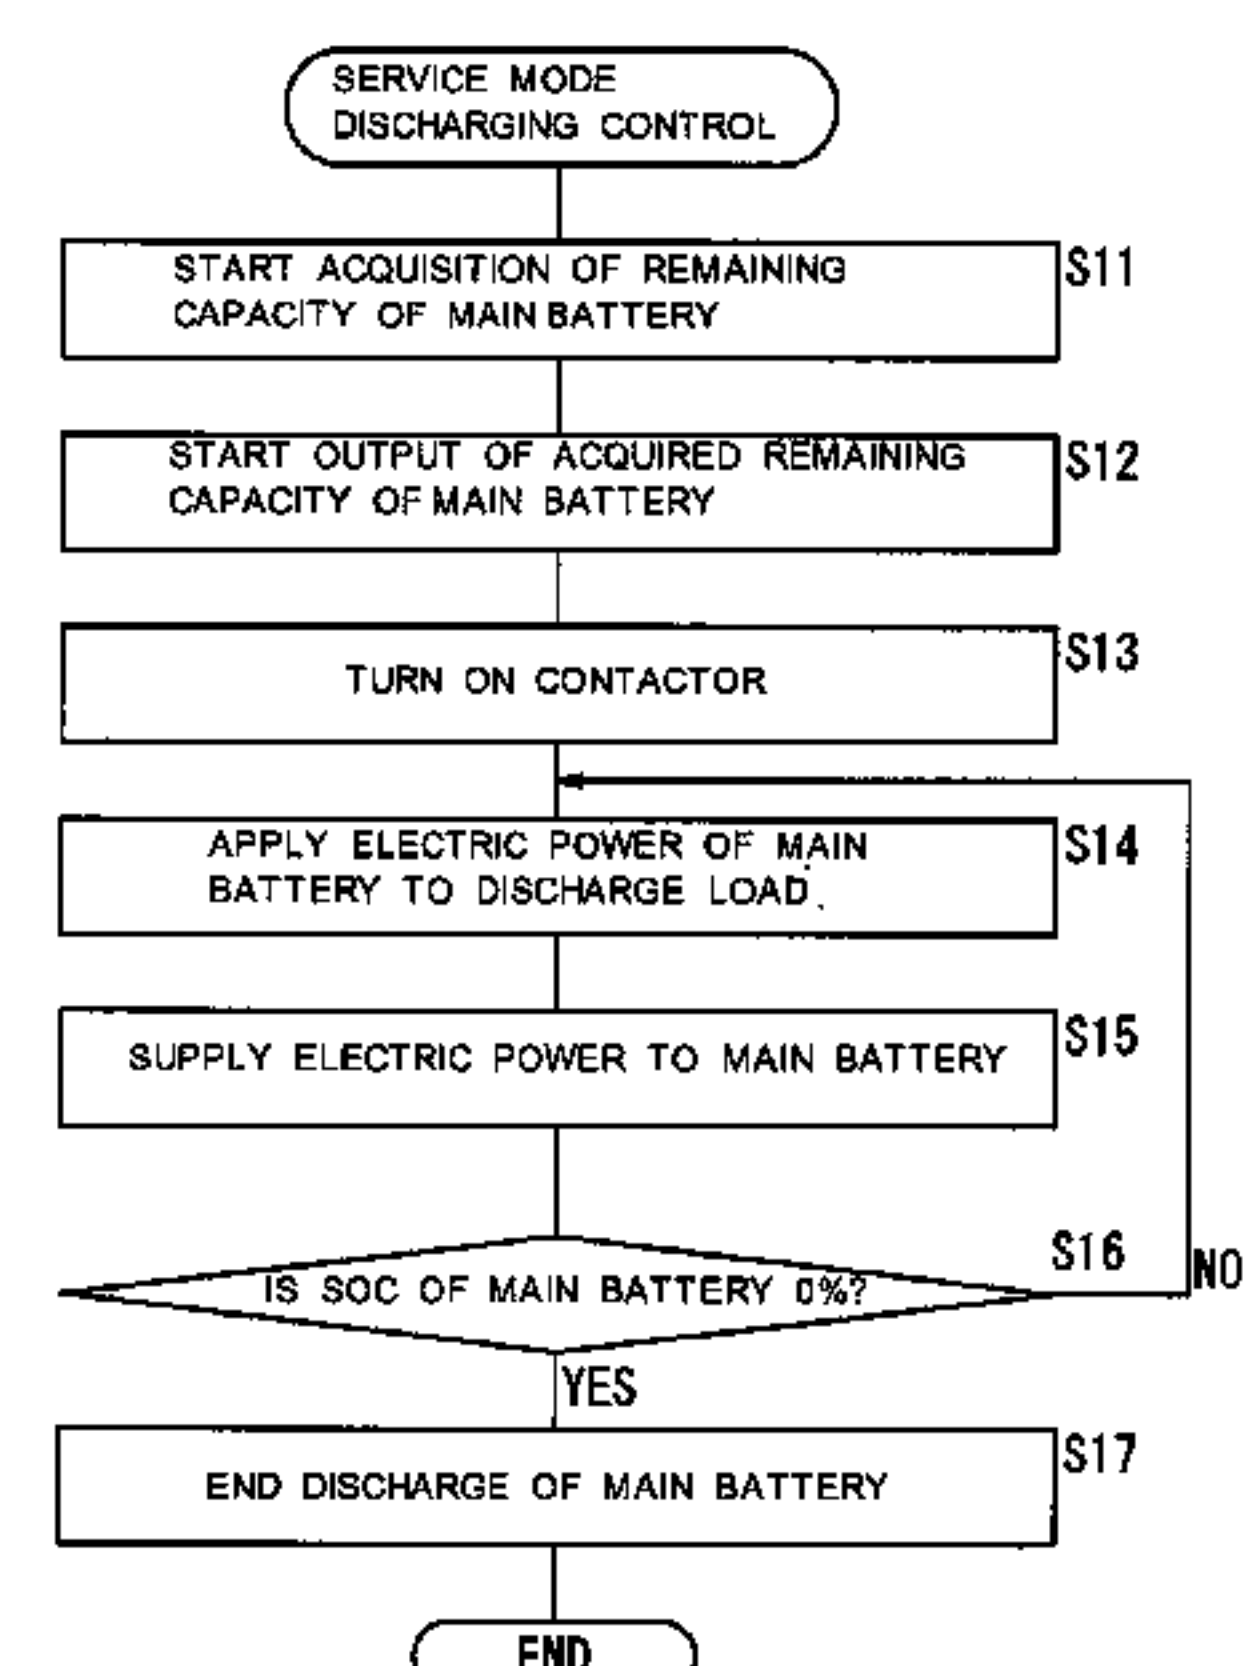 SERVICE MODE
DISCHARGING CONTROL
START ACQUISITION OF REMAINING
CAPACITY OF MAIN BATTERY
S11
START OUTPUT OF ACQUIRED REMAINING
CAPACITY OF MAIN BATTERY
S12
TURN ON CONTACTOR
S13
APPLY ELECTRIC POWER OF MAIN
BATTERY TO DISCHARGE LOAD.
S14
SUPPLY ELECTRIC POWER TO MAIN BATTERY
S15
IS SOC OF MAIN BATTERY 0%?
S16
NO
YES
END DISCHARGE OF MAIN BATTERY
S17
END